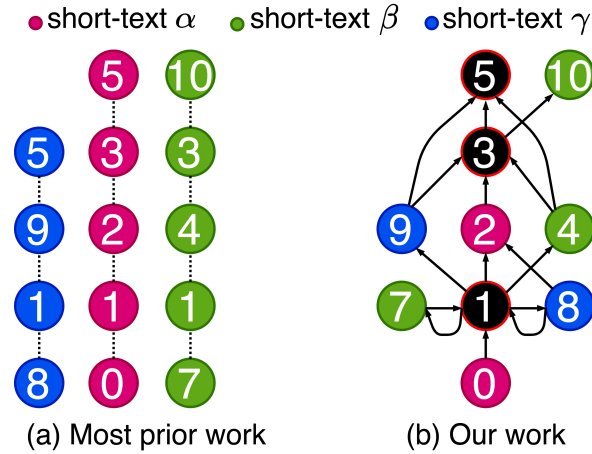 short-text α short-text β short-text γ
5 10 5 10
5 3 3 3
9 2 4 9 2 4
1 1 1 7 1 8
8 0 7 0
(a) Most prior work (b) Our work